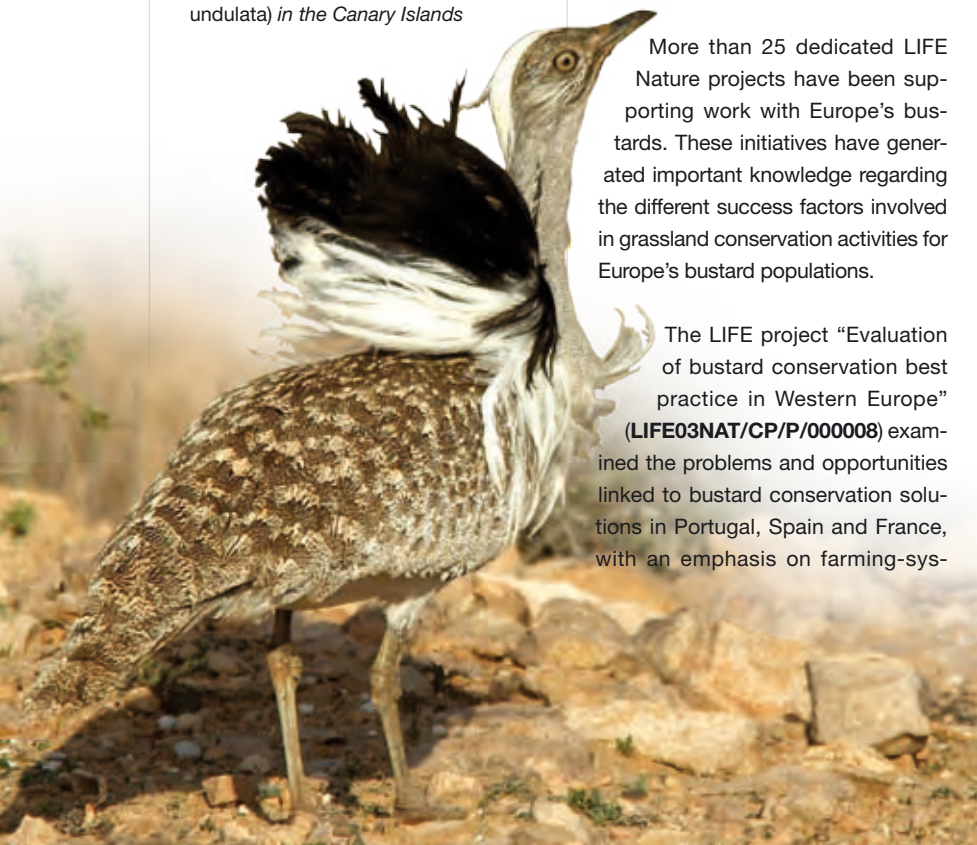 undulata) in the Canary Islands
More than 25 dedicated LIFE
Nature projects have been sup-
porting work with Europe’s bus-
tards. These initiatives have gener-
ated important knowledge regarding
the different success factors involved
in grassland conservation activities for
Europe’s bustard populations.
The LIFE project “Evaluation
of bustard conservation best
practice in Western Europe”
(LIFE03NAT/CP/P/000008) exam-
ined the problems and opportunities
linked to bustard conservation solu-
tions in Portugal, Spain and France,
with an emphasis on farming-sys-